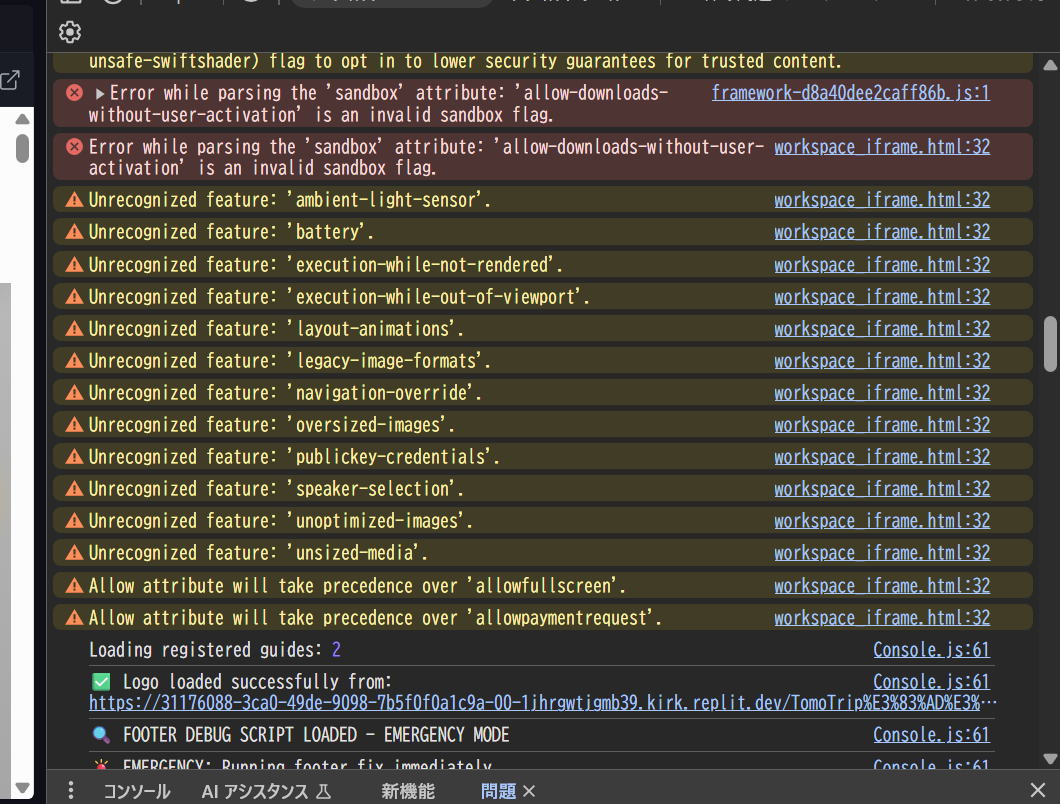 unsafe-swiftshader) flag to opt in to lower security guarantees for trusted content.
▶Error while parsing the 'sandbox' attribute: 'allow-downloads- framework-d8a40dee2caff86b.js:1
without-user-activation' is an invalid sandbox flag.
Error while parsing the 'sandbox' attribute: 'allow-downloads-without-user- workspace_iframe.html:32
activation' is an invalid sandbox flag.
Unrecognized feature: 'ambient-light-sensor'. workspace_iframe.html:32
Unrecognized feature: 'battery'. workspace_iframe.html:32
Unrecognized feature: 'execution-while-not-rendered'. workspace_iframe.html:32
Unrecognized feature: 'execution-while-out-of-viewport'. workspace_iframe.html:32
Unrecognized feature: 'layout-animations'. workspace_iframe.html:32
Unrecognized feature: 'legacy-image-formats'. workspace_iframe.html:32
Unrecognized feature: 'navigation-override'. workspace_iframe.html:32
Unrecognized feature: 'oversized-images'. workspace_iframe.html:32
Unrecognized feature: 'publickey-credentials'. workspace_iframe.html:32
Unrecognized feature: 'speaker-selection'. workspace_iframe.html:32
Unrecognized feature: 'unoptimized-images'. workspace_iframe.html:32
Unrecognized feature: 'unsized-media'. workspace_iframe.html:32
Allow attribute will take precedence over 'allowfullscreen'. workspace_iframe.html:32
Allow attribute will take precedence over 'allowpaymentrequest'. workspace_iframe.html:32
Loading registered guides: 2 Console.js:61
✅ Logo loaded successfully from: Console.js:61
https://31176088-3ca0-49de-9098-7b5f0f0a1c9a-00-1jhrgwtjgmb39.kirk.replit.dev/TomoTrip%E3%83%AD%E3%…
🔍 FOOTER DEBUG SCRIPT LOADED - EMERGENCY MODE Console.js:61
🚨 EMERGENCY: Running footer fix immediately Console.js:61
コンソール AI アシスタンス 新機能 問題